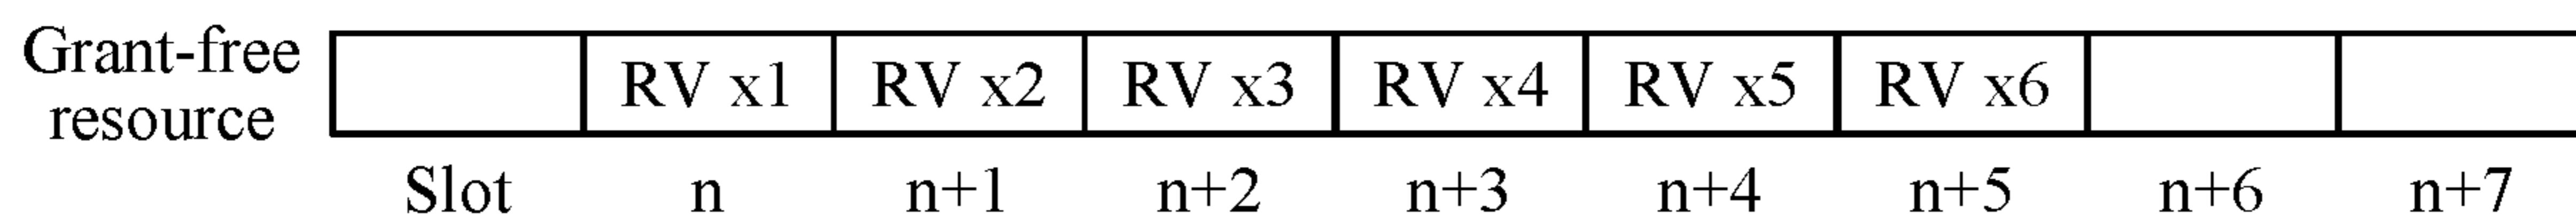 Grant-free
resource
RV x1 RV x2 RV x3 RV x4 RV x5 RV x6
Slot n n+1 n+2 n+3 n+4 n+5 n+6 n+7